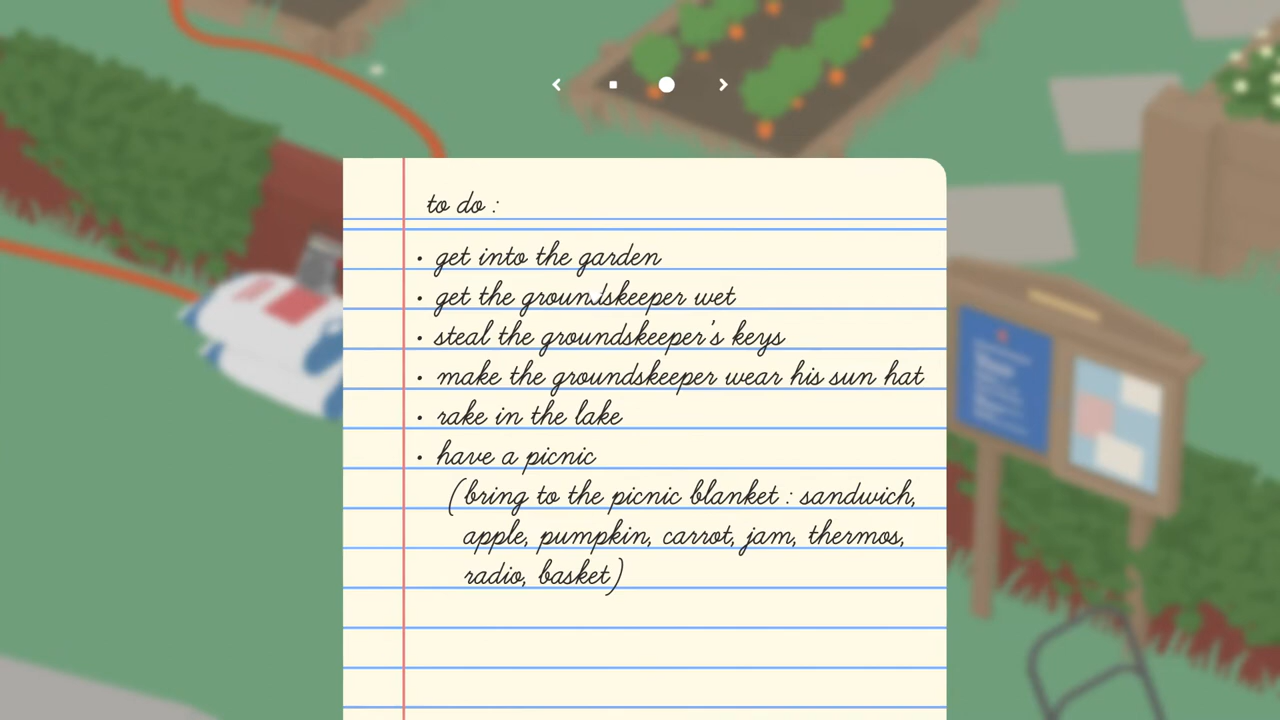 to do :
• get into the garden
• get the groundskeeper wet
• steal the groundskeeper's keys
• make the groundskeeper wear his sun hat
• rake in the lake
• have a picnic
(bring to the picnic blanket : sandwich,
apple, pumpkin, carrot, jam, thermos,
radio, basket)